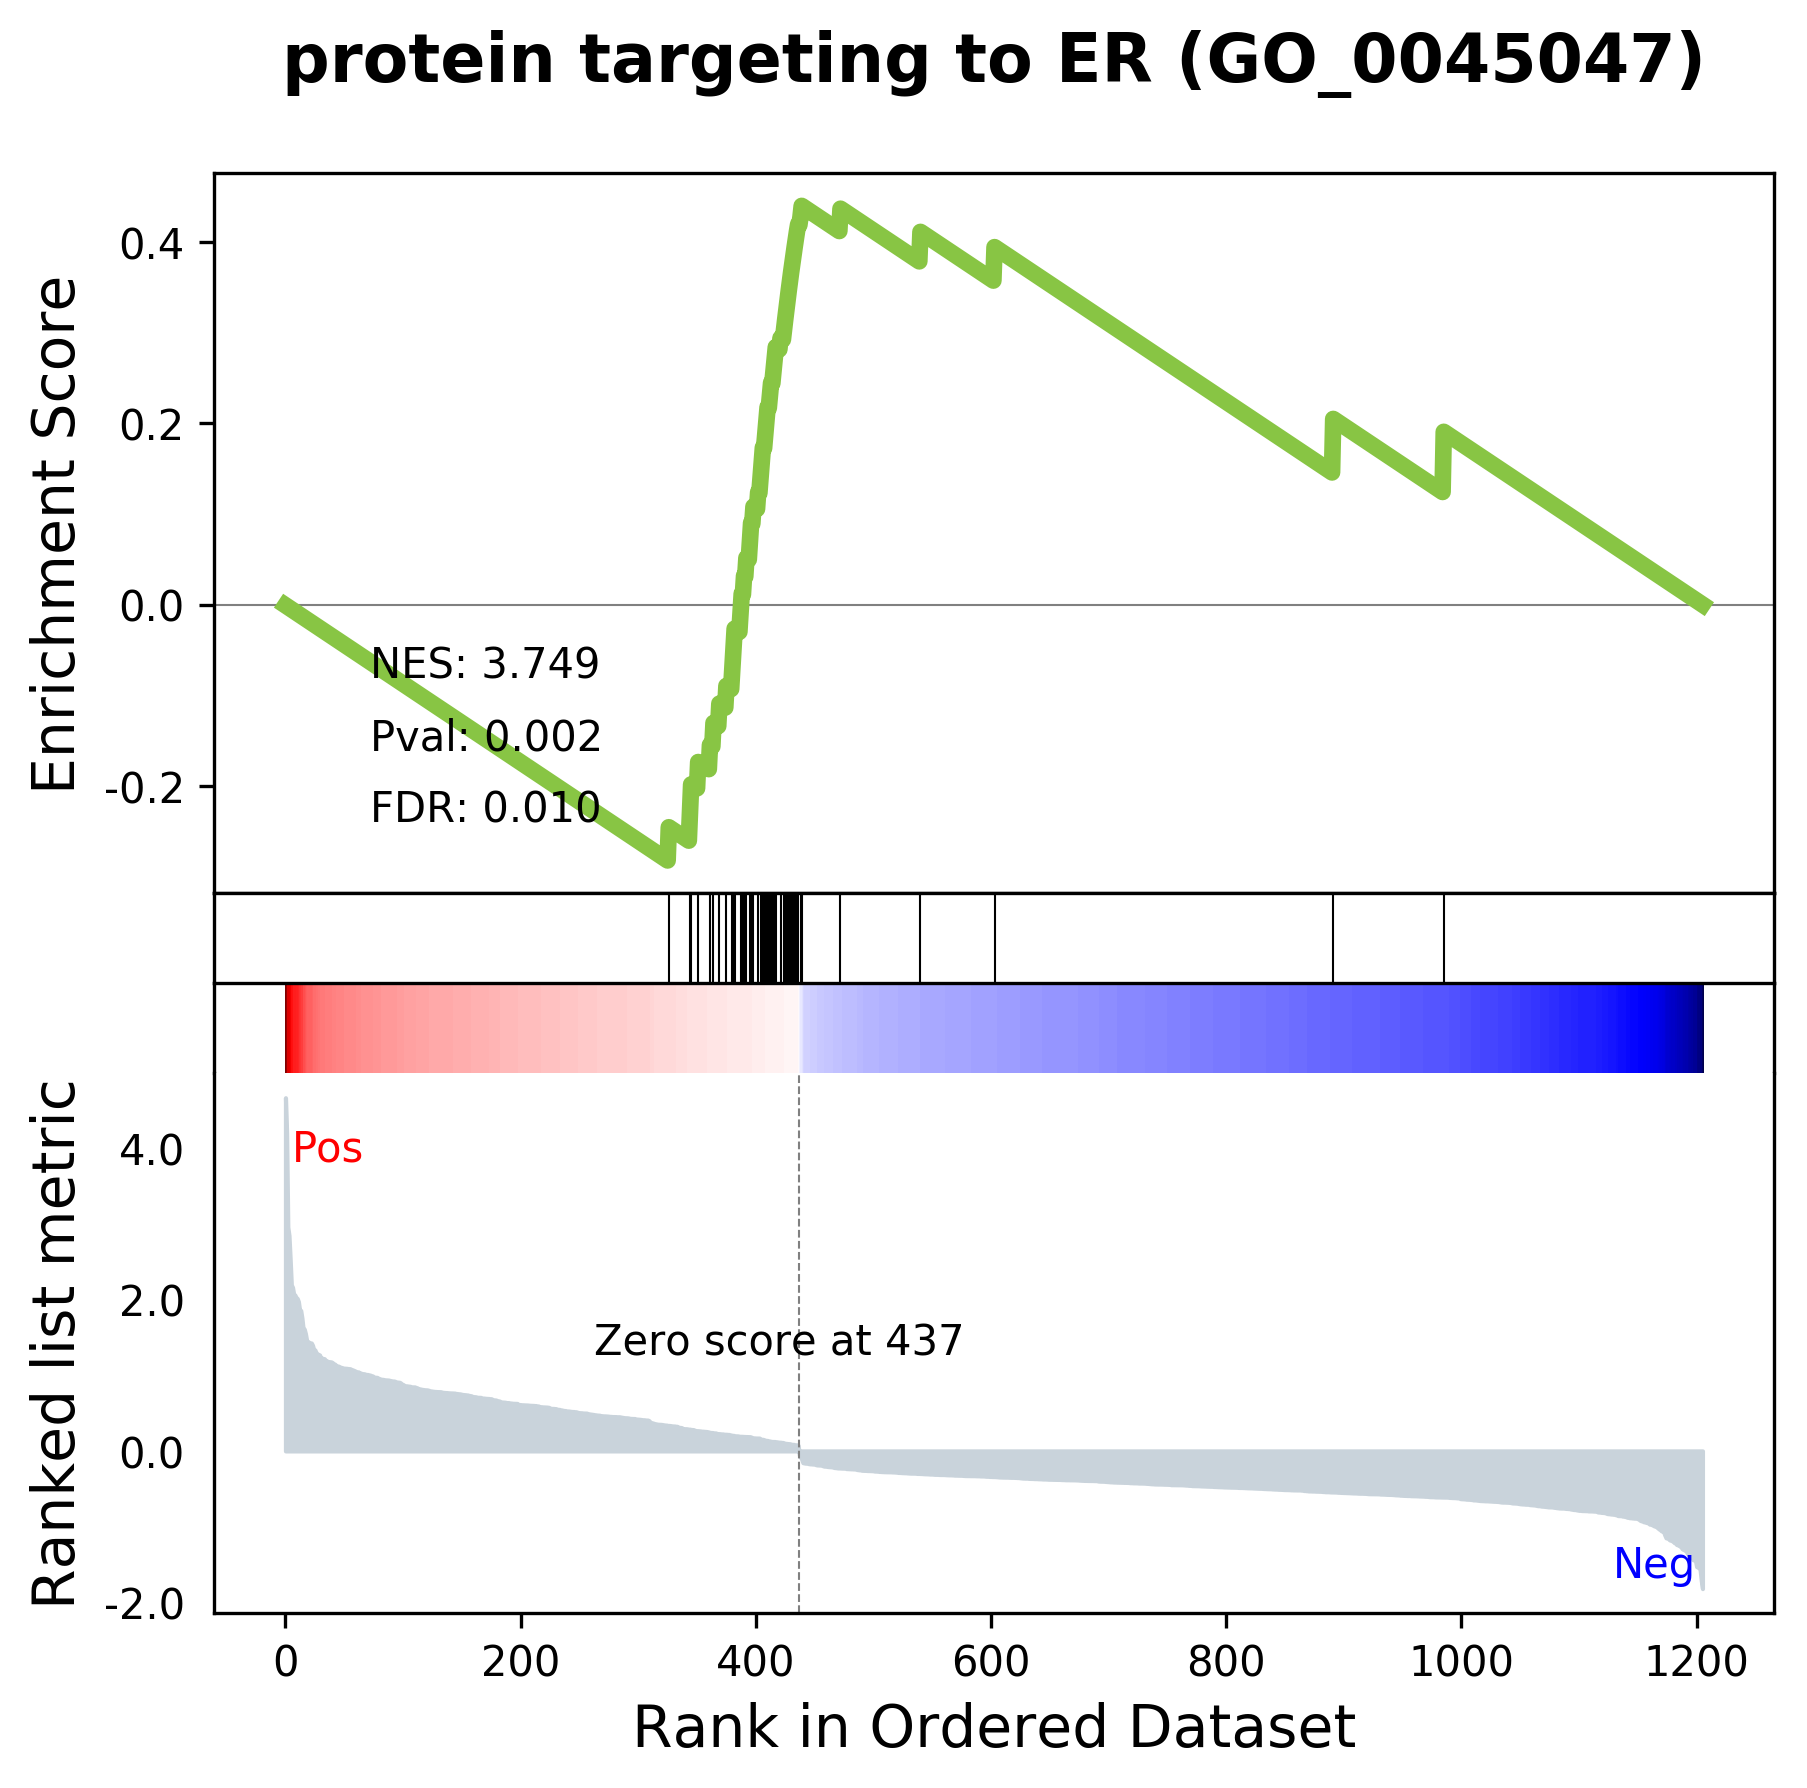 protein targeting to ER (GO_0045047)
Enrichment Score
0.4
0.2
0.0
-0.2
NES: 3.749
Pval: 0.002
FDR: 0.010
Ranked list metric
4.0
2.0
0.0
-2.0
Pos
Zero score at 437
Neg
0 200 400 600 800 1000 1200
Rank in Ordered Dataset